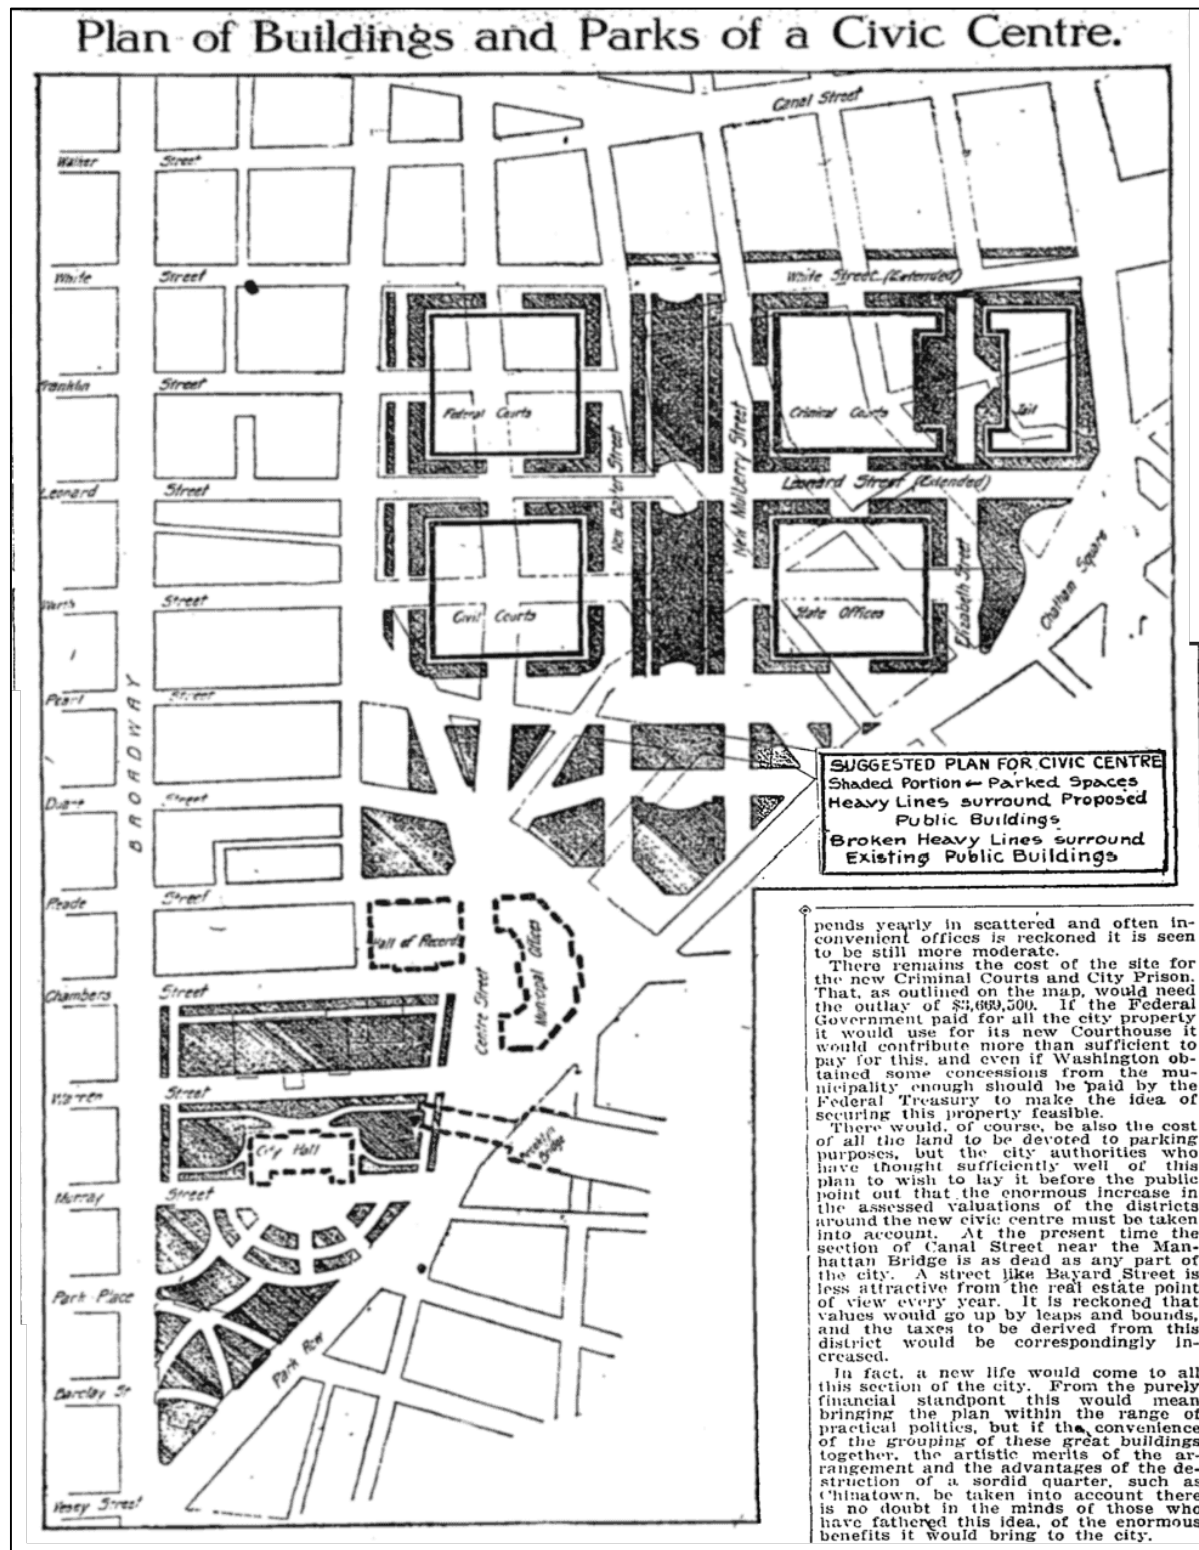 Plan of Buildings and Parks of a Civic Centre.
Canal Street
Walker Street
White Street
White Street (Extended)
Franklin Street
Federal Courts
Criminal Courts
Jail
New Baxter Street
New Mulberry Street
Leonard Street
Leonard Street (Extended)
Worth Street
Civil Courts
State Offices
Elizabeth Street
Chatham Square
Pearl Street
BROADWAY
Duane Street
Reade Street
Hall of Records
Municipal Offices
Centre Street
Chambers Street
Warren Street
City Hall
Brooklyn Bridge
Murray Street
Park Place
Park Row
Barclay St
Vesey Street
SUGGESTED PLAN FOR CIVIC CENTRE
Shaded Portion — Parked Spaces
Heavy Lines surround Proposed
Public Buildings
Broken Heavy Lines surround
Existing Public Buildings
pends yearly in scattered and often in-
convenient offices is reckoned it is seen
to be still more moderate.
There remains the cost of the site for
the new Criminal Courts and City Prison.
That, as outlined on the map, would need
the outlay of $3,669,500. If the Federal
Government paid for all the city property
it would use for its new Courthouse it
would contribute more than sufficient to
pay for this, and even if Washington ob-
tained some concessions from the mu-
nicipality enough should be paid by the
Federal Treasury to make the idea of
securing this property feasible.
There would, of course, be also the cost
of all the land to be devoted to parking
purposes, but the city authorities who
have thought sufficiently well of this
plan to wish to lay it before the public
point out that the enormous increase in
the assessed valuations of the districts
around the new civic centre must be taken
into account. At the present time the
section of Canal Street near the Man-
hattan Bridge is as dead as any part of
the city. A street like Bayard Street is
less attractive from the real estate point
of view every year. It is reckoned that
values would go up by leaps and bounds,
and the taxes to be derived from this
district would be correspondingly in-
creased.
In fact, a new life would come to all
this section of the city. From the purely
financial standpont this would mean
bringing the plan within the range of
practical politics, but if the convenience
of the grouping of these great buildings
together, the artistic merits of the ar-
rangement and the advantages of the de-
struction of a sordid quarter, such as
Chinatown, be taken into account there
is no doubt in the minds of those who
have fathered this idea, of the enormous
benefits it would bring to the city.